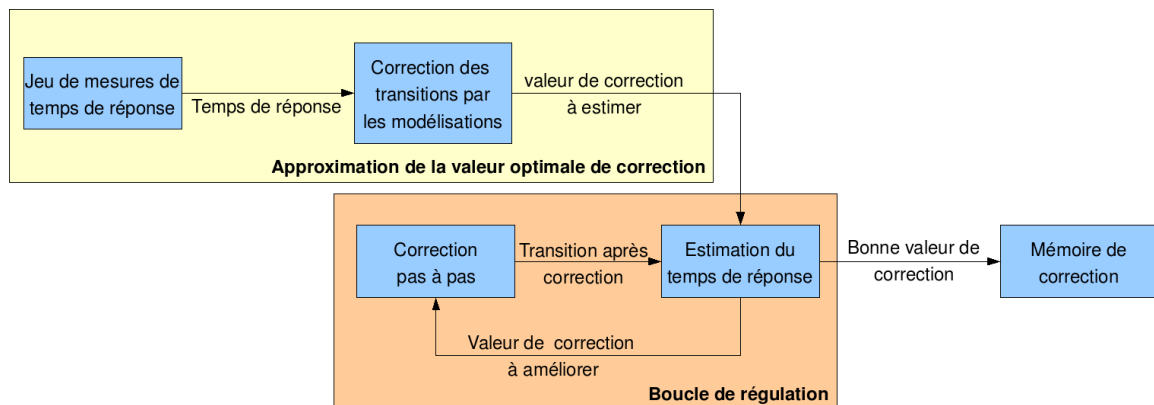 Jeu de mesures de
temps de réponse
Temps de réponse
Correction des
transitions par
les modélisations
valeur de correction
à estimer
Approximation de la valeur optimale de correction
Correction
pas à pas
Transition après
correction
Estimation du
temps de réponse
Bonne valeur de
correction
Mémoire de
correction
Valeur de correction
à améliorer
Boucle de régulation